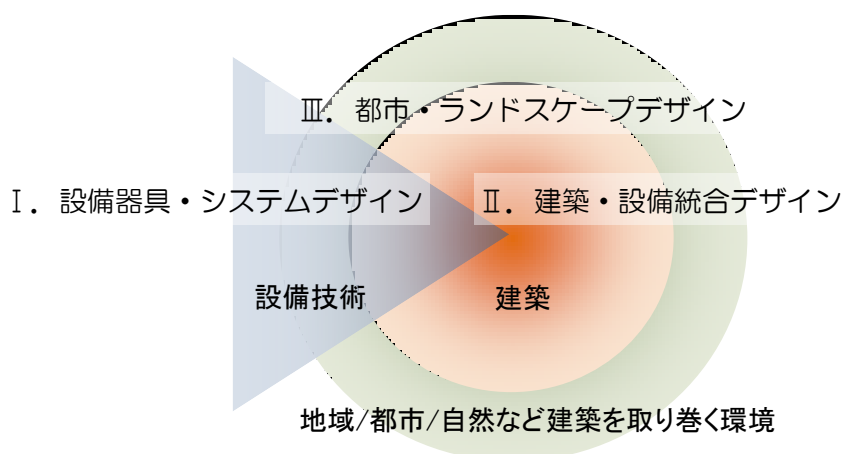 Ⅲ．都市・ランドスケープデザイン
Ⅰ．設備器具・システムデザイン
Ⅱ．建築・設備統合デザイン
設備技術
建築
地域/都市/自然など建築を取り巻く環境